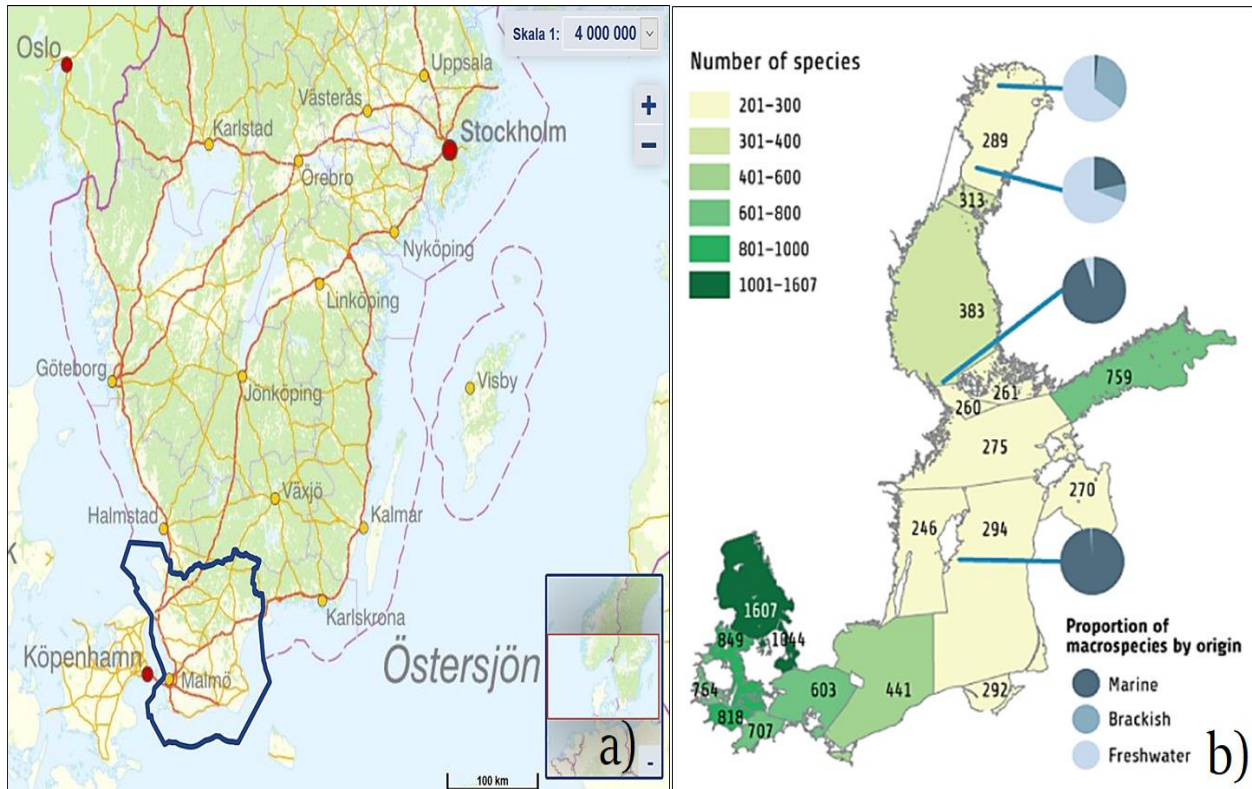 Skala 1: 4 000 000
Oslo
Uppsala
Västerås
+
Karlstad
Stockholm
-
Örebro
Nyköping
Linköping
Göteborg
Jönköping
Visby
Växjö
Halmstad
Kalmar
Karlskrona
Köpenhamn
Malmö
Östersjön
100 km
-
a)
Number of species
201-300
301-400
401-600
601-800
801-1000
1001-1607
289
313
383
759
261
260
275
270
246
294
1607
849
1044
764
603
441
292
818
707
Proportion of
macrospecies by origin
Marine
Brackish
Freshwater
b)